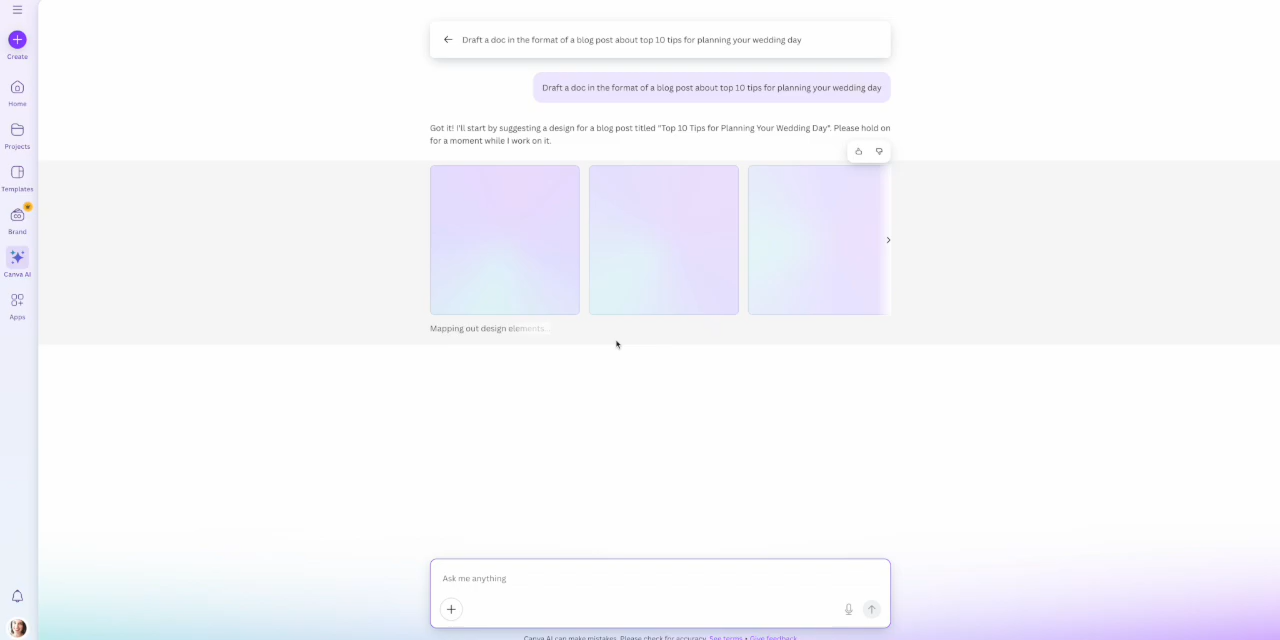 Draft a doc in the format of a blog post about top 10 tips for planning your wedding day
Create
Draft a doc in the format of a blog post about top 10 tips for planning your wedding day
Home
Got it! I'll start by suggesting a design for a blog post titled "Top 10 Tips for Planning Your Wedding Day". Please hold on
for a moment while I work on it.
Projects
Templates
Brand
Canva AI
Apps
Mapping out design elements...
Ask me anything
Canva AI can make mistakes. Please check for accuracy. See terms • Give feedback